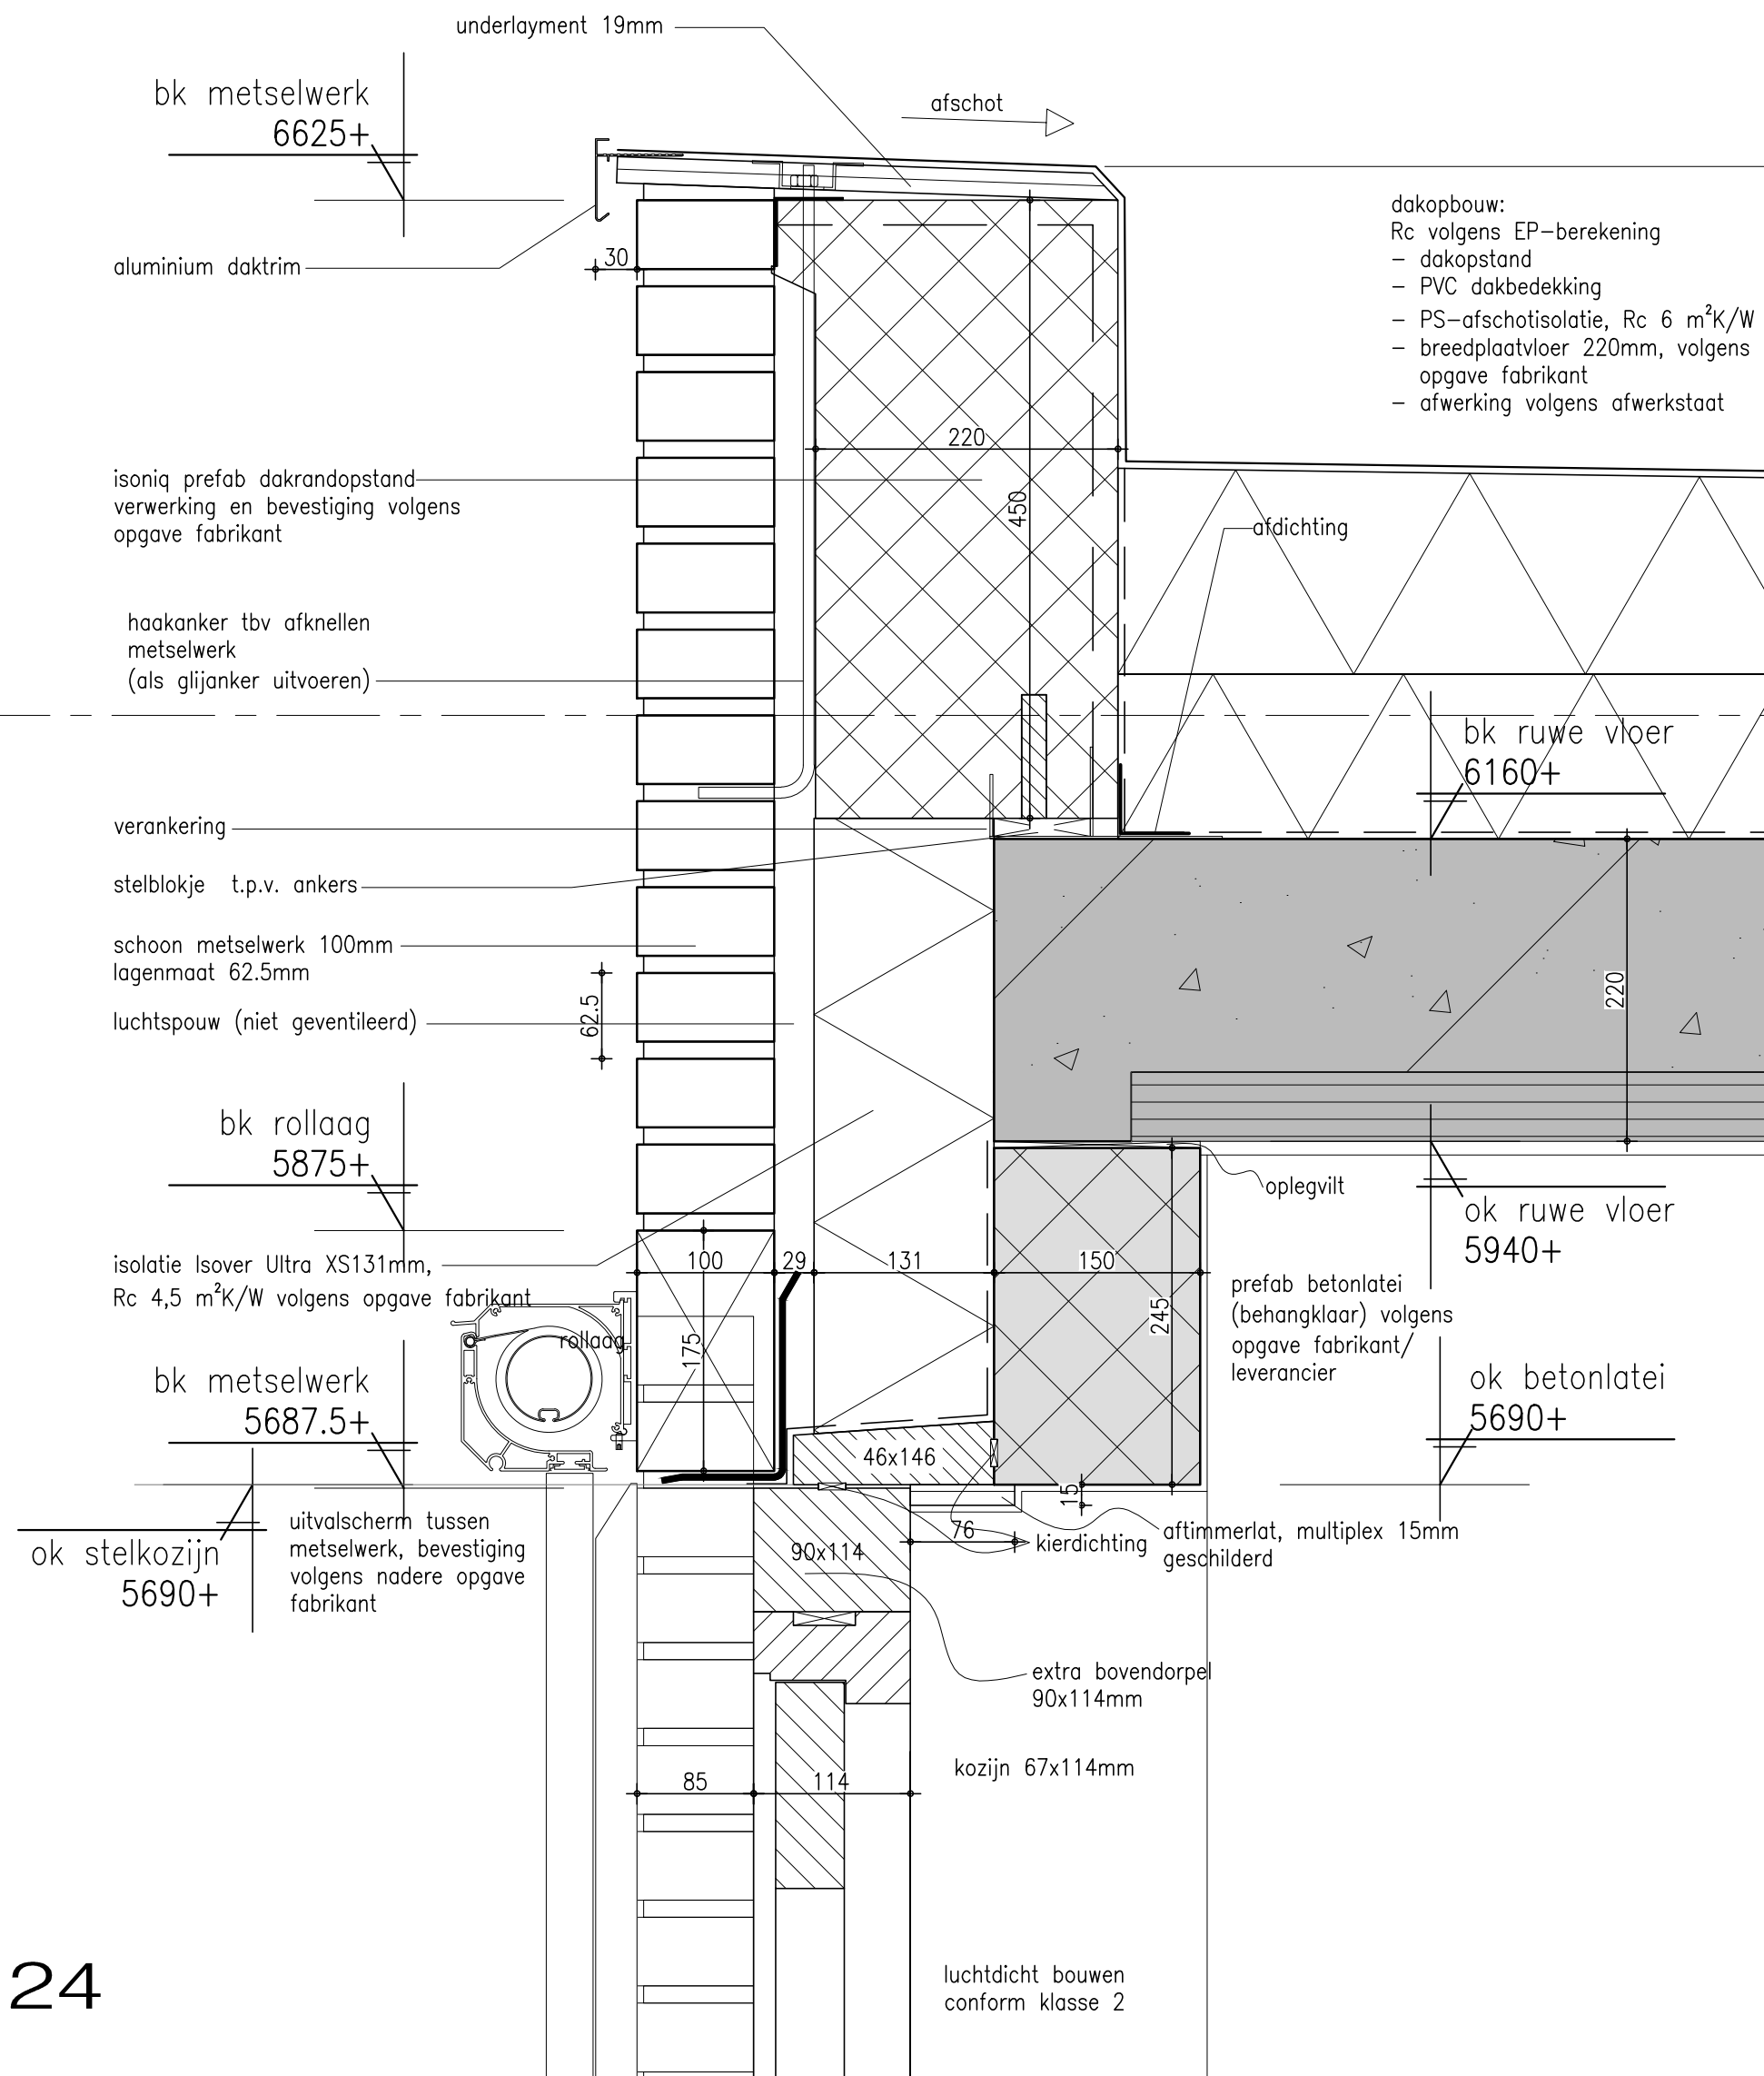 underlayment 19mm
afschot
bk metselwerk
6625+
aluminium daktrim
30
dakopbouw:
Rc volgens EP-berekening
- dakopstand
- PVC dakbedekking
- PS-afschotisolatie, Rc 6 m²K/W
- breedplaatvloer 220mm, volgens
opgave fabrikant
- afwerking volgens afwerkstaat
220
450
isoniq prefab dakrandopstand
verwerking en bevestiging volgens
opgave fabrikant
afdichting
haakanker tbv afknellen
metselwerk
(als glijanker uitvoeren)
bk ruwe vloer
6160+
verankering
stelblokje t.p.v. ankers
schoon metselwerk 100mm
lagenmaat 62.5mm
62.5
220
luchtspouw (niet geventileerd)
bk rollaag
5875+
oplegvilt
ok ruwe vloer
5940+
isolatie Isover Ultra XS131mm,
Rc 4,5 m²K/W volgens opgave fabrikant
100
29
131
150
245
175
rollaag
prefab betonlatei
(behangklaar) volgens
opgave fabrikant/
leverancier
bk metselwerk
5687.5+
ok betonlatei
5690+
46x146
15
76
90x114
kierdichting
aftimmerlat, multiplex 15mm
geschilderd
ok stelkozijn
5690+
uitvalscherm tussen
metselwerk, bevestiging
volgens nadere opgave
fabrikant
extra bovendorpel
90x114mm
kozijn 67x114mm
85
114
luchtdicht bouwen
conform klasse 2
24